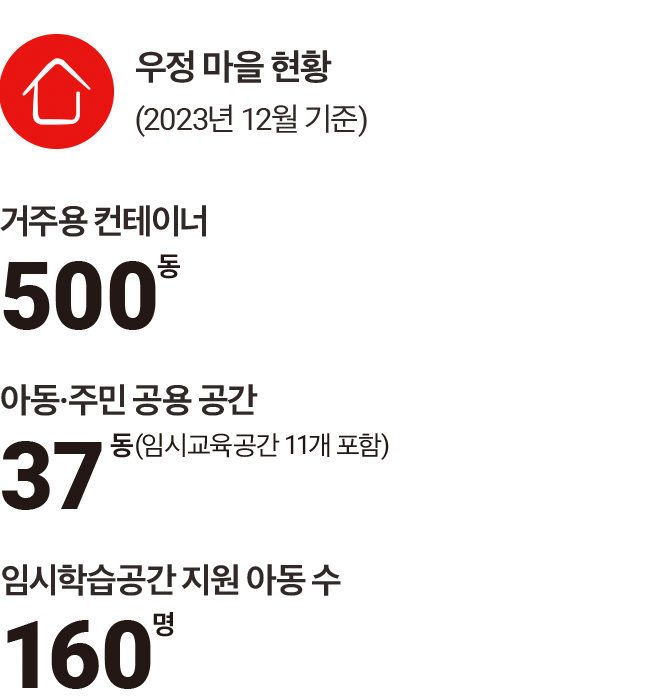 우정 마을 현황
(2023년 12월 기준)
거주용 컨테이너
500동
아동·주민 공용 공간
37동(임시교육공간 11개 포함)
임시학습공간 지원 아동 수
160명